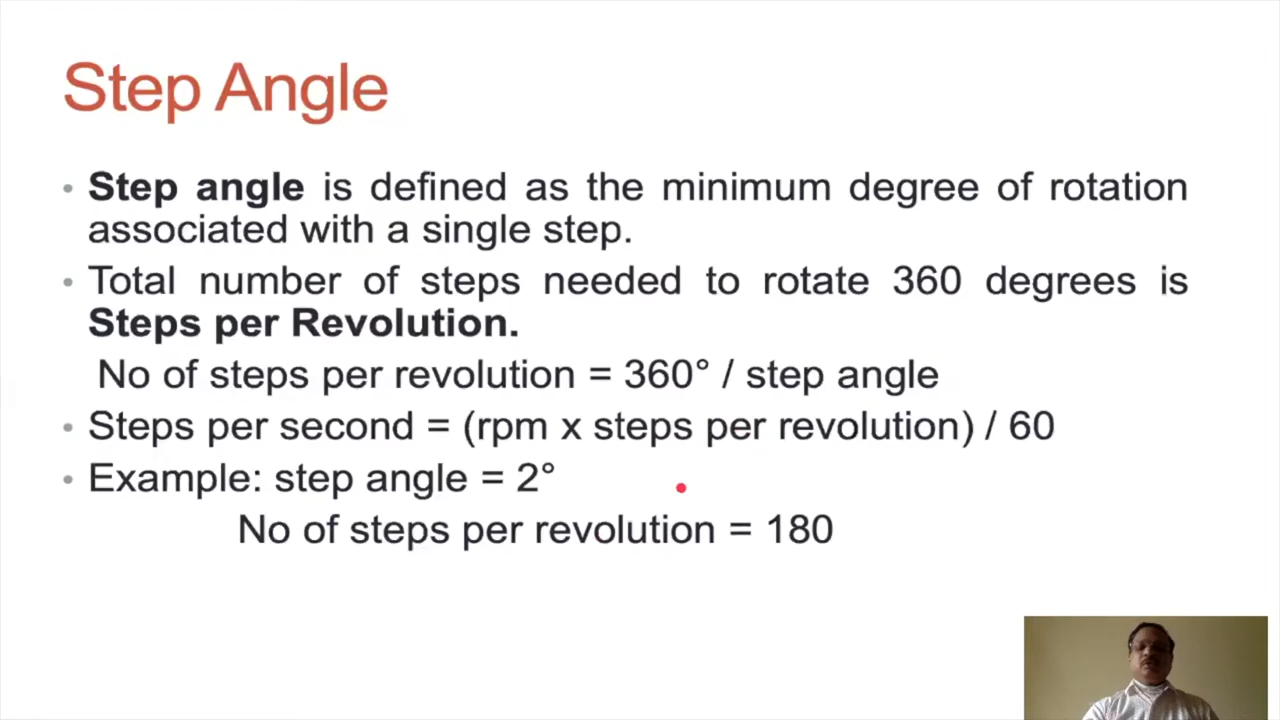 Step Angle
• Step angle is defined as the minimum degree of rotation
associated with a single step.
• Total number of steps needed to rotate 360 degrees is
Steps per Revolution.
No of steps per revolution = 360° / step angle
• Steps per second = (rpm x steps per revolution) / 60
• Example: step angle = 2°
No of steps per revolution = 180